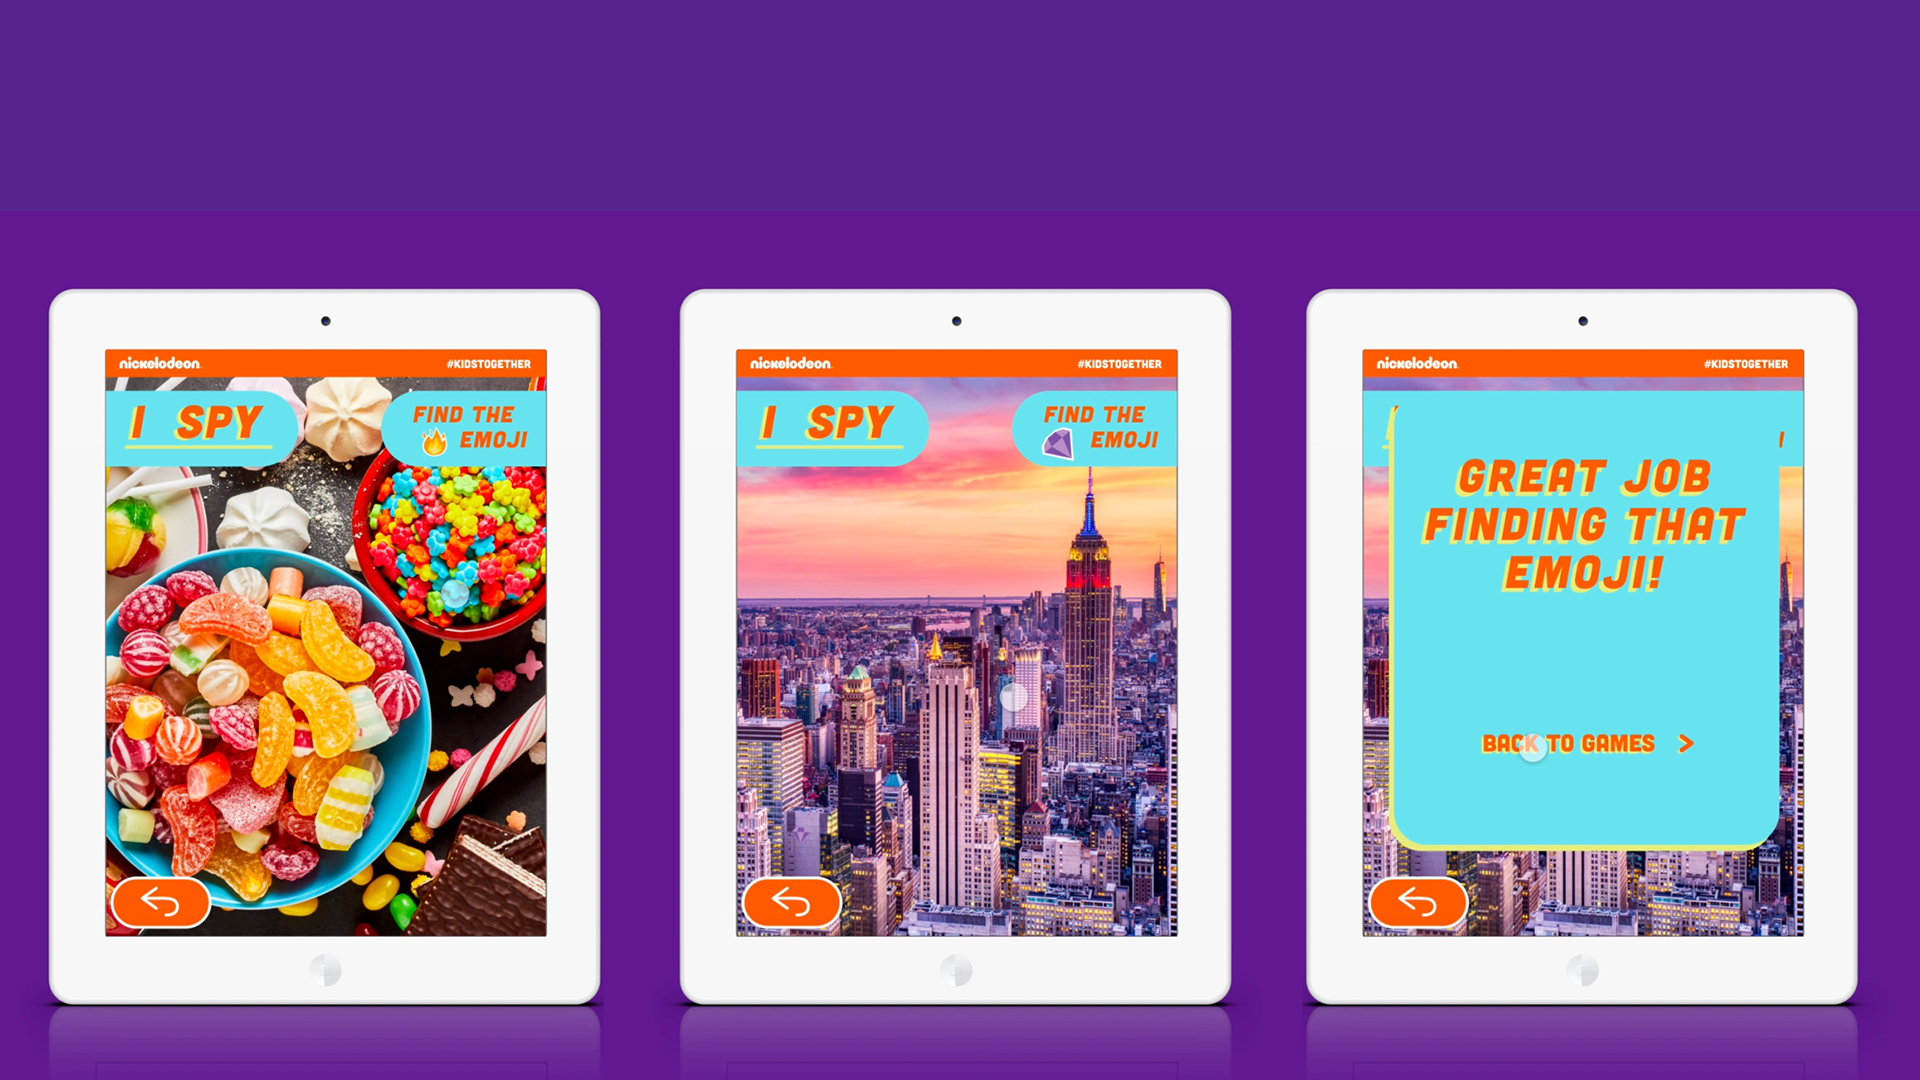 nickelodeon
#KIDSTOGETHER
I SPY
FIND THE
EMOJI
nickelodeon
#KIDSTOGETHER
I SPY
FIND THE
EMOJI
nickelodeon
#KIDSTOGETHER
GREAT JOB
FINDING THAT
EMOJI!
BACK TO GAMES >